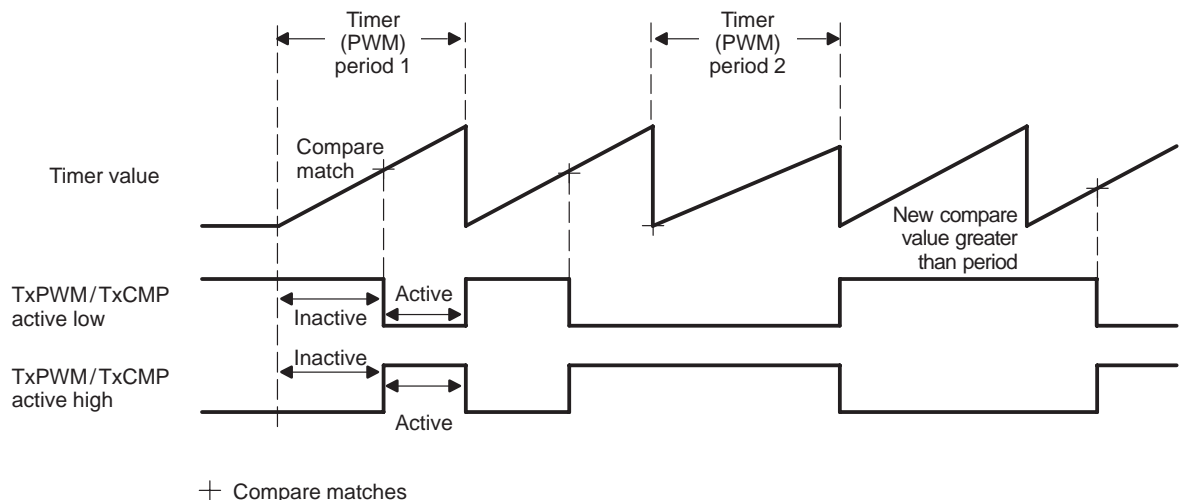 Timer
(PWM)
period 1
Timer
(PWM)
period 2
Compare
match
Timer value
New compare
value greater
than period
TxPWM/TxCMP
active low
Active
Inactive
TxPWM/TxCMP
active high
Inactive
Active
+ Compare matches